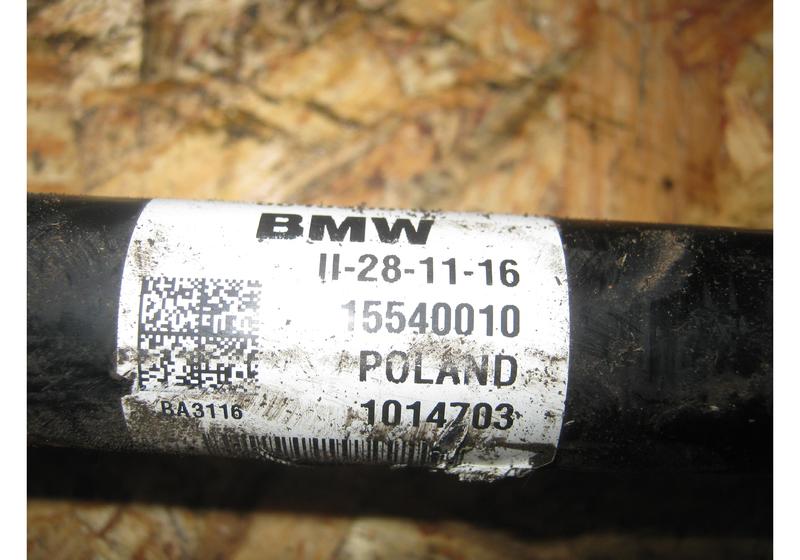 BMW
II-28-11-16
15540010
POLAND
1014703
BA3116